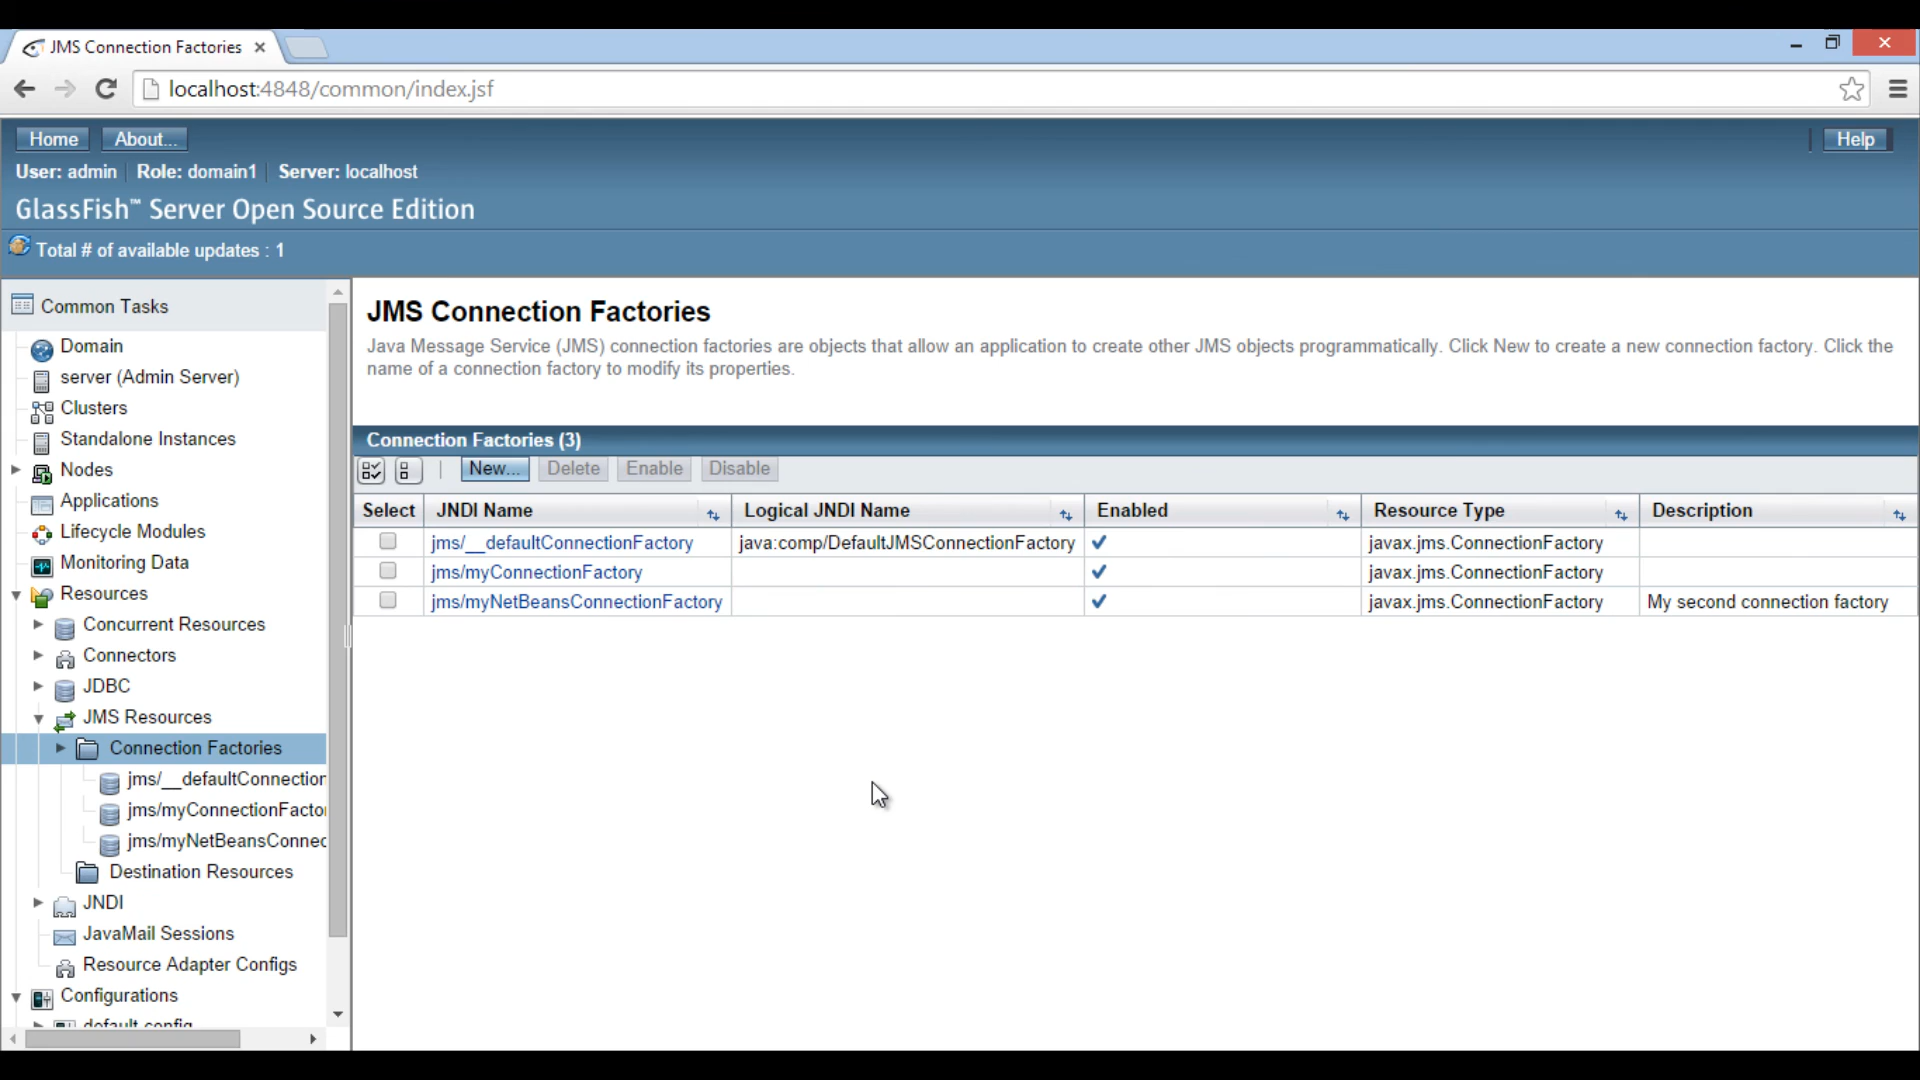 JMS Connection Factories
localhost:4848/common/index.jsf
Home About... Help
User: admin Role: domain1 Server: localhost
GlassFish™ Server Open Source Edition
Total # of available updates : 1
Common Tasks
Domain
server (Admin Server)
Clusters
Standalone Instances
Nodes
Applications
Lifecycle Modules
Monitoring Data
Resources
Concurrent Resources
Connectors
JDBC
JMS Resources
Connection Factories
jms/__defaultConnection
jms/myConnectionFacto
jms/myNetBeansConnec
Destination Resources
JNDI
JavaMail Sessions
Resource Adapter Configs
Configurations
default-config
JMS Connection Factories
Java Message Service (JMS) connection factories are objects that allow an application to create other JMS objects programmatically. Click New to create a new connection factory. Click the
name of a connection factory to modify its properties.
Connection Factories (3)
New... Delete Enable Disable
Select JNDI Name Logical JNDI Name Enabled Resource Type Description
jms/__defaultConnectionFactory java:comp/DefaultJMSConnectionFactory javax.jms.ConnectionFactory
jms/myConnectionFactory javax.jms.ConnectionFactory
jms/myNetBeansConnectionFactory javax.jms.ConnectionFactory My second connection factory